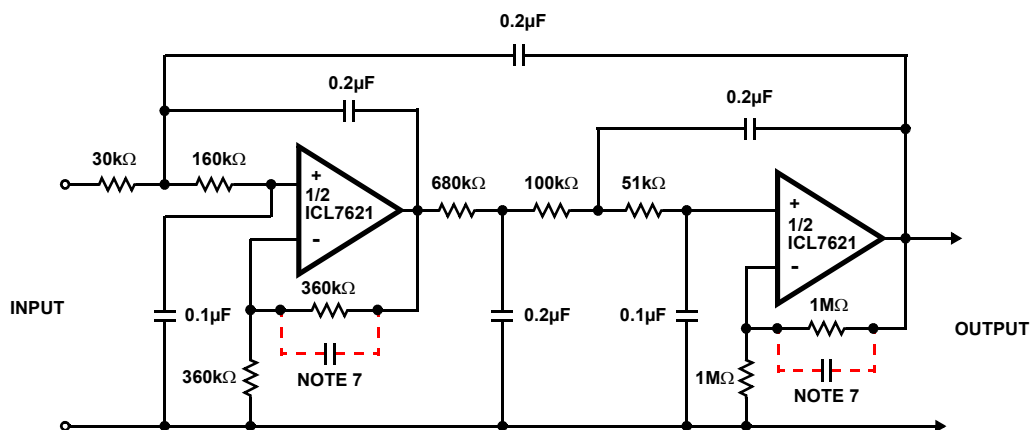 0.2µF
0.2µF
0.2µF
30kΩ
160kΩ
+
1/2
ICL7621
-
680kΩ
100kΩ
51kΩ
+
1/2
ICL7621
-
INPUT
0.1µF
360kΩ
0.2µF
0.1µF
1MΩ
OUTPUT
360kΩ
NOTE 7
1MΩ
NOTE 7